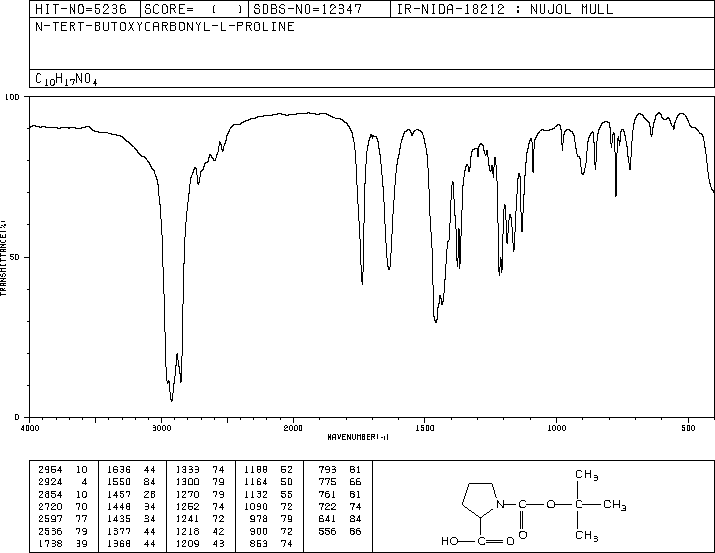 HIT-NO=5236 SCORE= ( ) SDBS-NO=12347 IR-NIDA-18212 : NUJOL MULL
N-TERT-BUTOXYCARBONYL-L-PROLINE
C10H17NO4
100
50
0
TRANSMITTANCE(%)
4000 3000 2000 1500 1000 500
WAVENUMBER(-1)
2954 10 1636 44 1333 74 1188 52 793 81
2924 4 1550 84 1300 79 1164 50 775 66
2854 10 1457 28 1270 79 1132 55 761 81
2720 70 1448 34 1252 74 1090 72 722 74
2597 77 1435 34 1241 72 978 79 641 84
2536 79 1377 44 1218 42 900 72 556 86
1738 39 1368 44 1209 43 853 74
CH3
N C O C CH3
O
CH3
HO C O